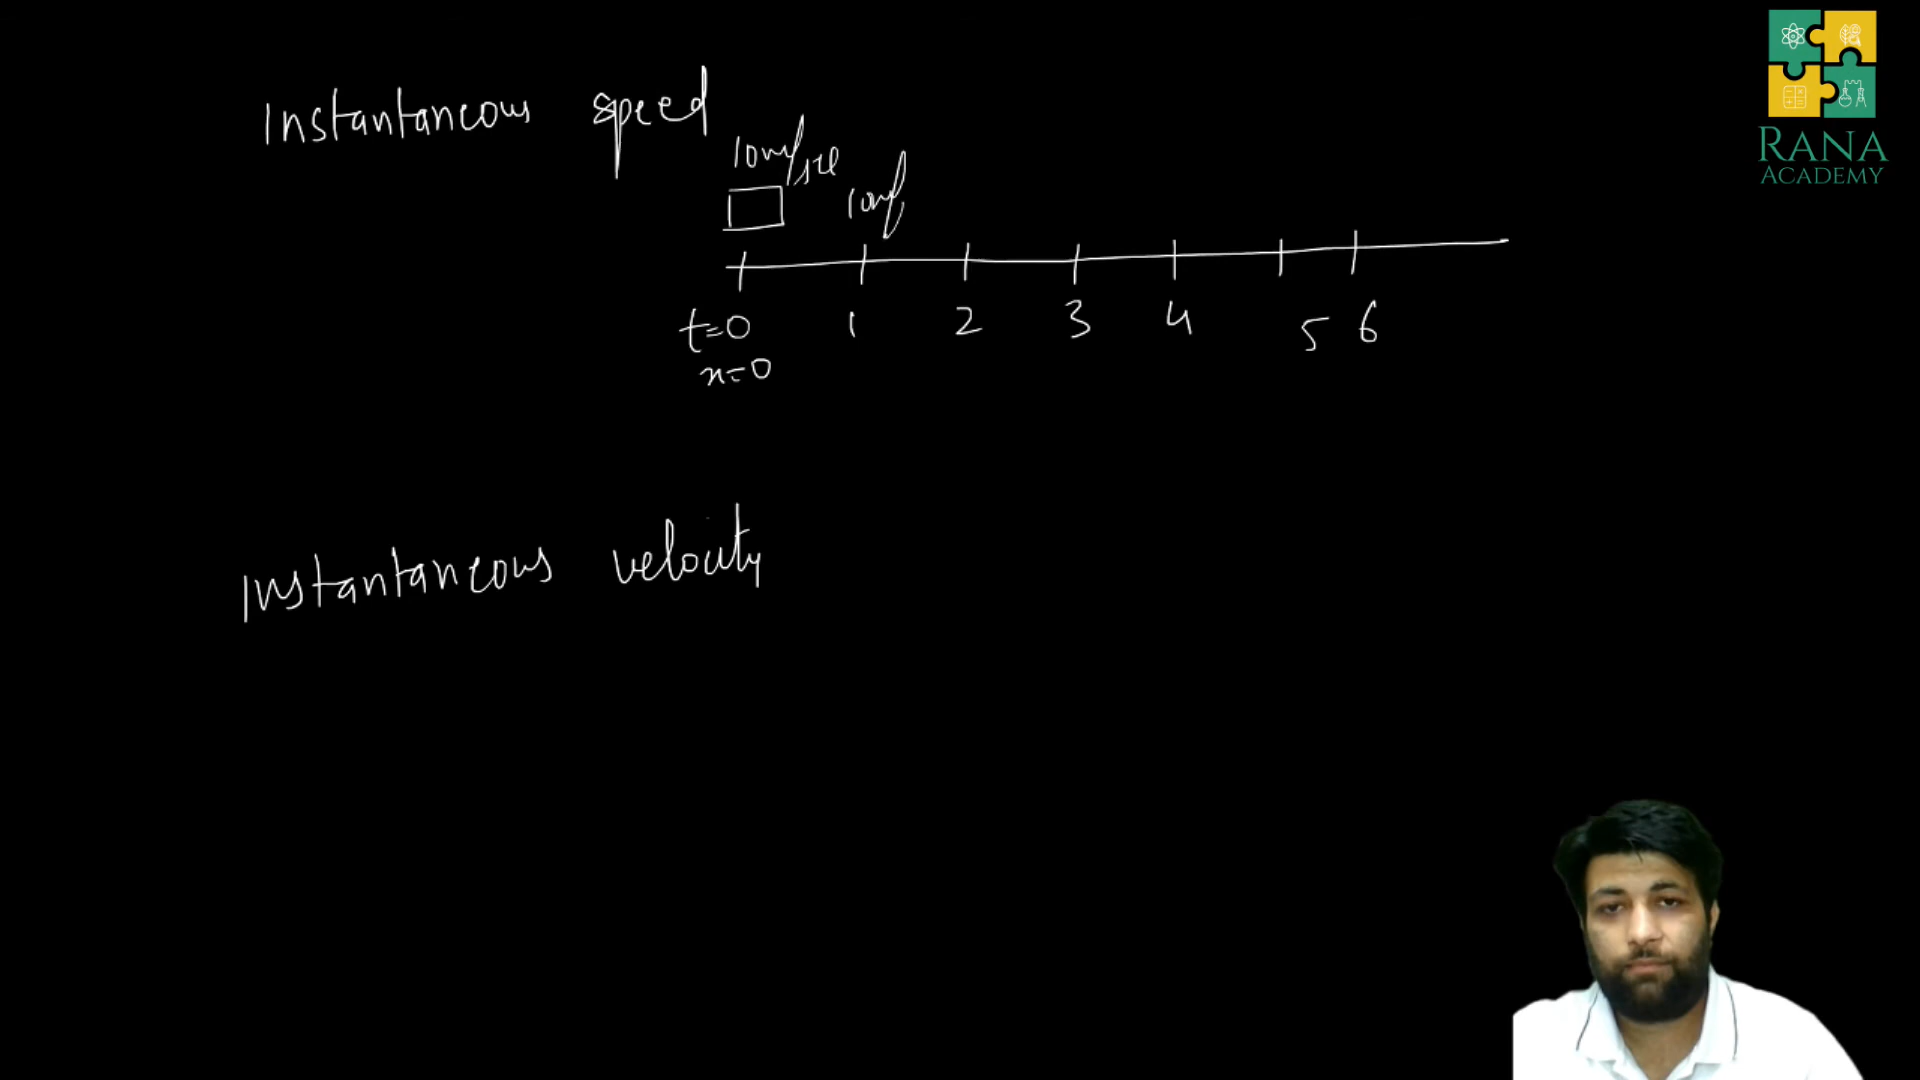 Instantaneous speed
10m/sec
10m/
t=0 1 2 3 4 5 6
x=0
Instantaneous velocity
RANA
ACADEMY